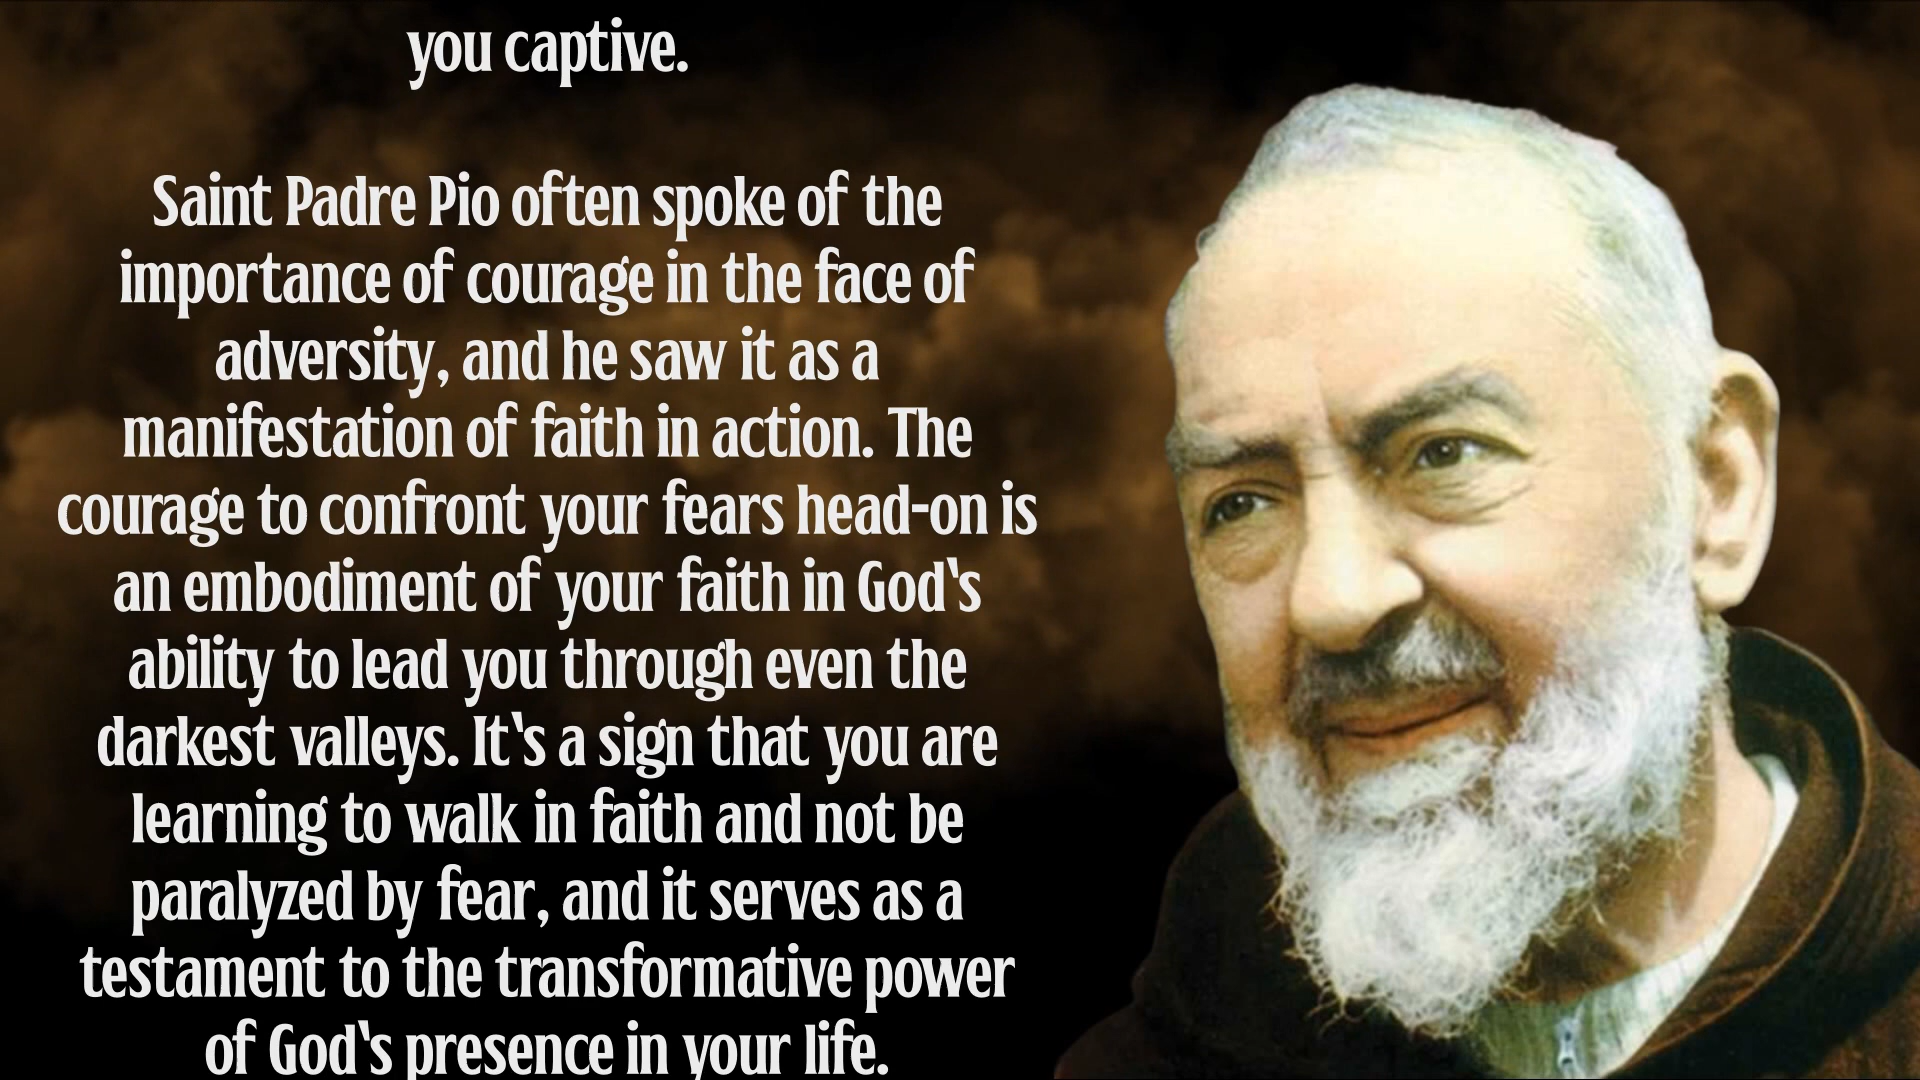 you captive.
Saint Padre Pio often spoke of the
importance of courage in the face of
adversity, and he saw it as a
manifestation of faith in action. The
courage to confront your fears head-on is
an embodiment of your faith in God's
ability to lead you through even the
darkest valleys. It's a sign that you are
learning to walk in faith and not be
paralyzed by fear, and it serves as a
testament to the transformative power
of God's presence in your life.